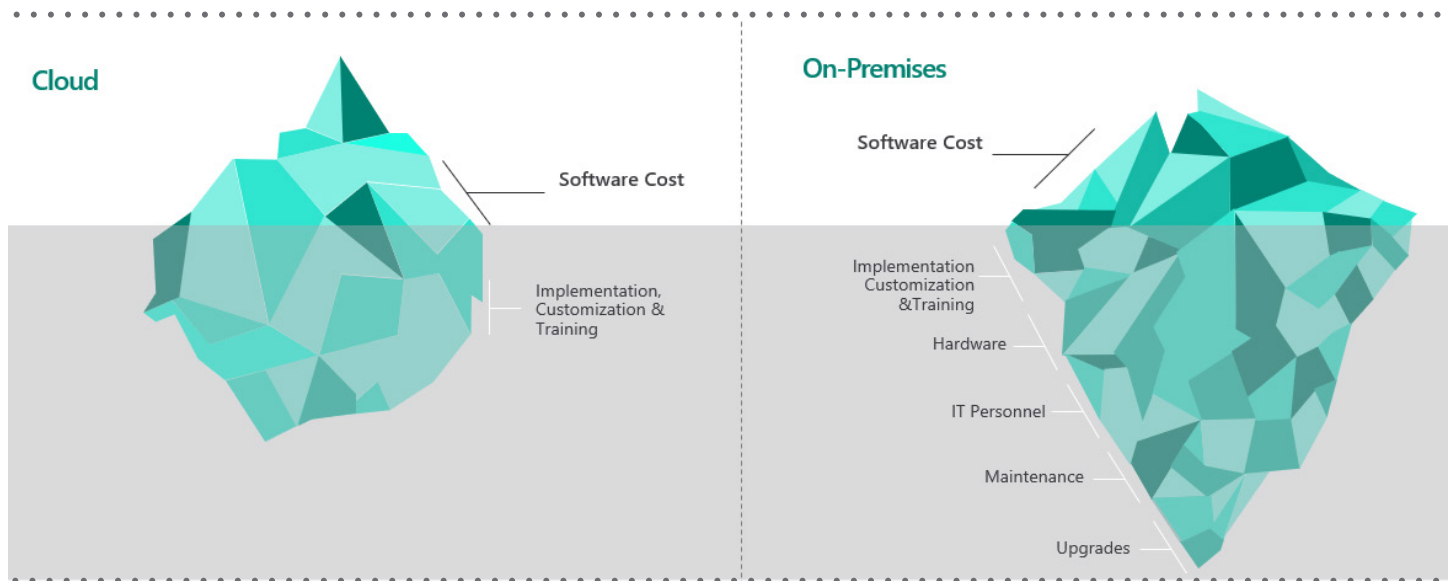 Cloud
Software Cost
Implementation,
Customization &
Training
On-Premises
Software Cost
Implementation
Customization
&Training
Hardware
IT Personnel
Maintenance
Upgrades